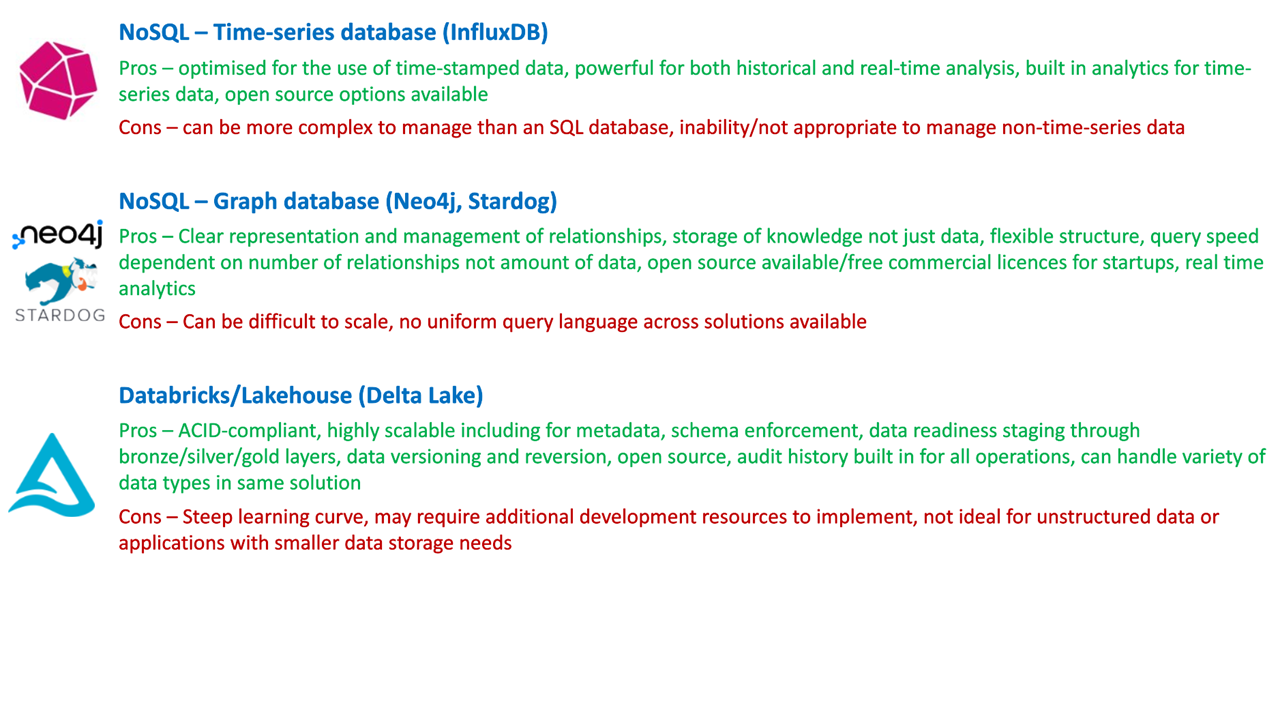 NoSQL – Time-series database (InfluxDB)
Pros – optimised for the use of time-stamped data, powerful for both historical and real-time analysis, built in analytics for time-
series data, open source options available
Cons – can be more complex to manage than an SQL database, inability/not appropriate to manage non-time-series data
NoSQL – Graph database (Neo4j, Stardog)
neo4j
STARDOG
Pros – Clear representation and management of relationships, storage of knowledge not just data, flexible structure, query speed
dependent on number of relationships not amount of data, open source available/free commercial licences for startups, real time
analytics
Cons – Can be difficult to scale, no uniform query language across solutions available
Databricks/Lakehouse (Delta Lake)
Pros – ACID-compliant, highly scalable including for metadata, schema enforcement, data readiness staging through
bronze/silver/gold layers, data versioning and reversion, open source, audit history built in for all operations, can handle variety of
data types in same solution
Cons – Steep learning curve, may require additional development resources to implement, not ideal for unstructured data or
applications with smaller data storage needs